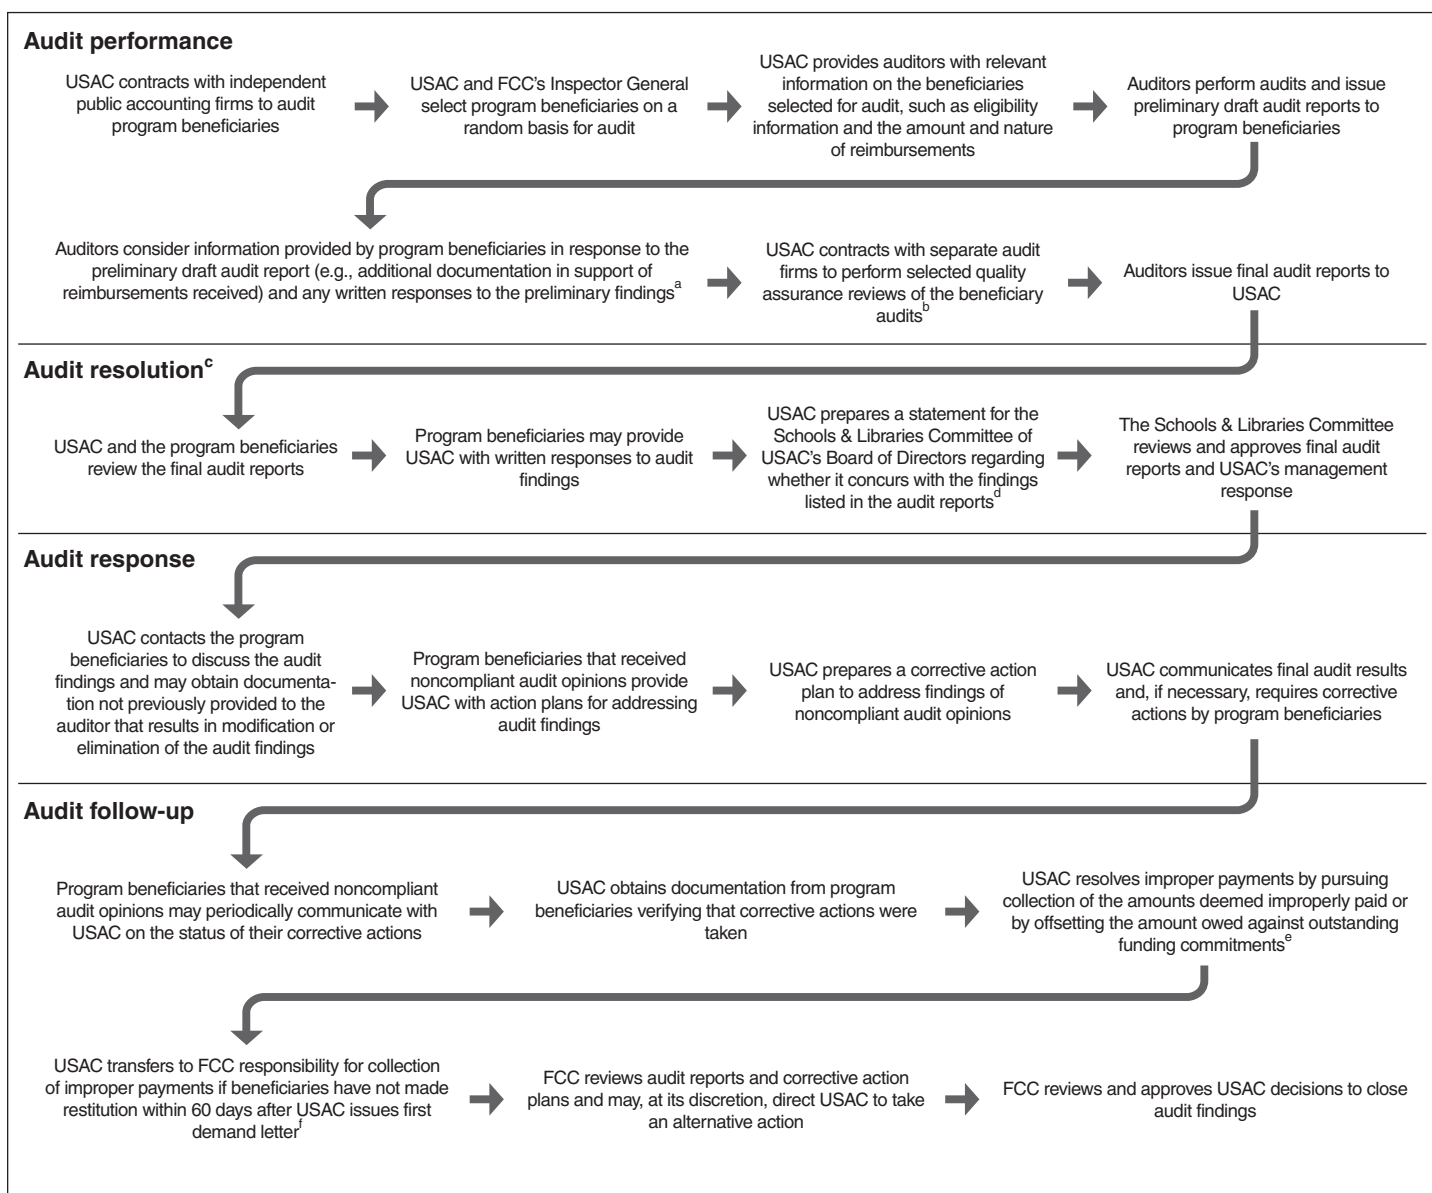 Audit performance
USAC contracts with independent
public accounting firms to audit
program beneficiaries
USAC and FCC's Inspector General
select program beneficiaries on a
random basis for audit
USAC provides auditors with relevant
information on the beneficiaries
selected for audit, such as eligibility
information and the amount and nature
of reimbursements
Auditors perform audits and issue
preliminary draft audit reports to
program beneficiaries
Auditors consider information provided by program beneficiaries in response to the
preliminary draft audit report (e.g., additional documentation in support of
reimbursements received) and any written responses to the preliminary findings a
USAC contracts with separate audit
firms to perform selected quality
assurance reviews of the beneficiary
audits b
Auditors issue final audit reports to
USAC
Audit resolution c
USAC and the program beneficiaries
review the final audit reports
Program beneficiaries may provide
USAC with written responses to audit
findings
USAC prepares a statement for the
Schools & Libraries Committee of
USAC's Board of Directors regarding
whether it concurs with the findings
listed in the audit reports d
The Schools & Libraries Committee
reviews and approves final audit
reports and USAC's management
response
Audit response
USAC contacts the program
beneficiaries to discuss the audit
findings and may obtain documenta-
tion not previously provided to the
auditor that results in modification or
elimination of the audit findings
Program beneficiaries that received
noncompliant audit opinions provide
USAC with action plans for addressing
audit findings
USAC prepares a corrective action
plan to address findings of
noncompliant audit opinions
USAC communicates final audit results
and, if necessary, requires corrective
actions by program beneficiaries
Audit follow-up
Program beneficiaries that received noncompliant
audit opinions may periodically communicate with
USAC on the status of their corrective actions
USAC obtains documentation from program
beneficiaries verifying that corrective actions were
taken
USAC resolves improper payments by pursuing
collection of the amounts deemed improperly paid or
by offsetting the amount owed against outstanding
funding commitments e
USAC transfers to FCC responsibility for collection
of improper payments if beneficiaries have not made
restitution within 60 days after USAC issues first
demand letter f
FCC reviews audit reports and corrective action
plans and may, at its discretion, direct USAC to take
an alternative action
FCC reviews and approves USAC decisions to close
audit findings